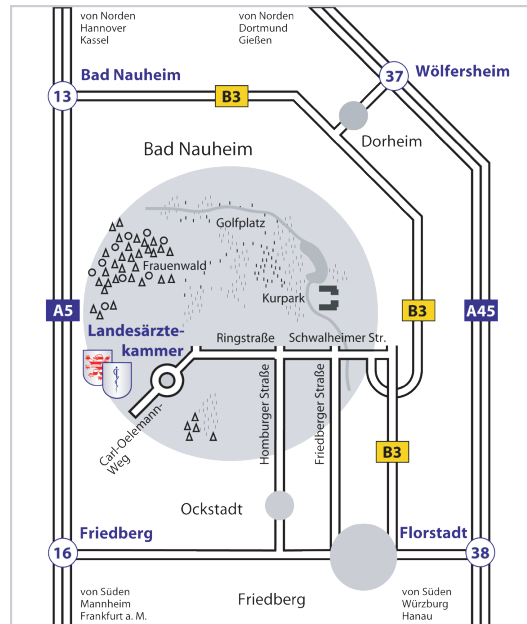 von Norden
Hannover
Kassel
von Norden
Dortmund
Gießen
Bad Nauheim
37
Wölfersheim
13
B3
Dorheim
Bad Nauheim
Golfplatz
Frauenwald
Kurpark
A5
B3
A45
Landesärzte-
kammer
Ringstraße
Schwalheimer Str.
Carl-Oelemann-
Weg
Homburger Straße
Friedberger Straße
B3
Ockstadt
Friedberg
Florstadt
16
38
von Süden
Mannheim
Frankfurt a. M.
Friedberg
von Süden
Würzburg
Hanau